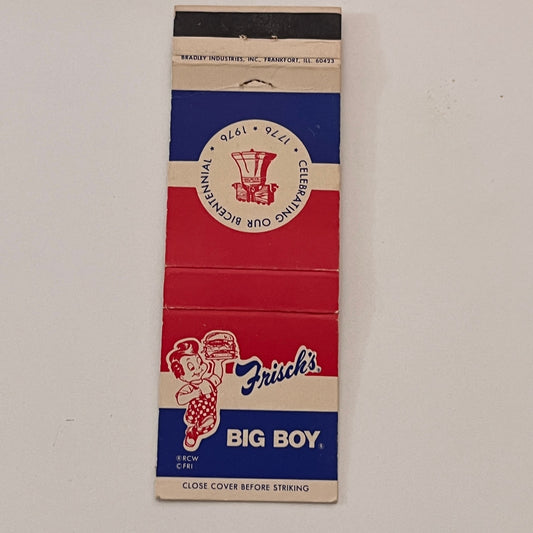 BRADLEY INDUSTRIES, INC., FRANKFORT, ILL. 60423
CELEBRATING OUR BICENTENNIAL • 1776 • 1976 •
Frisch's®
BIG BOY®
®RCW
©FRI
CLOSE COVER BEFORE STRIKING